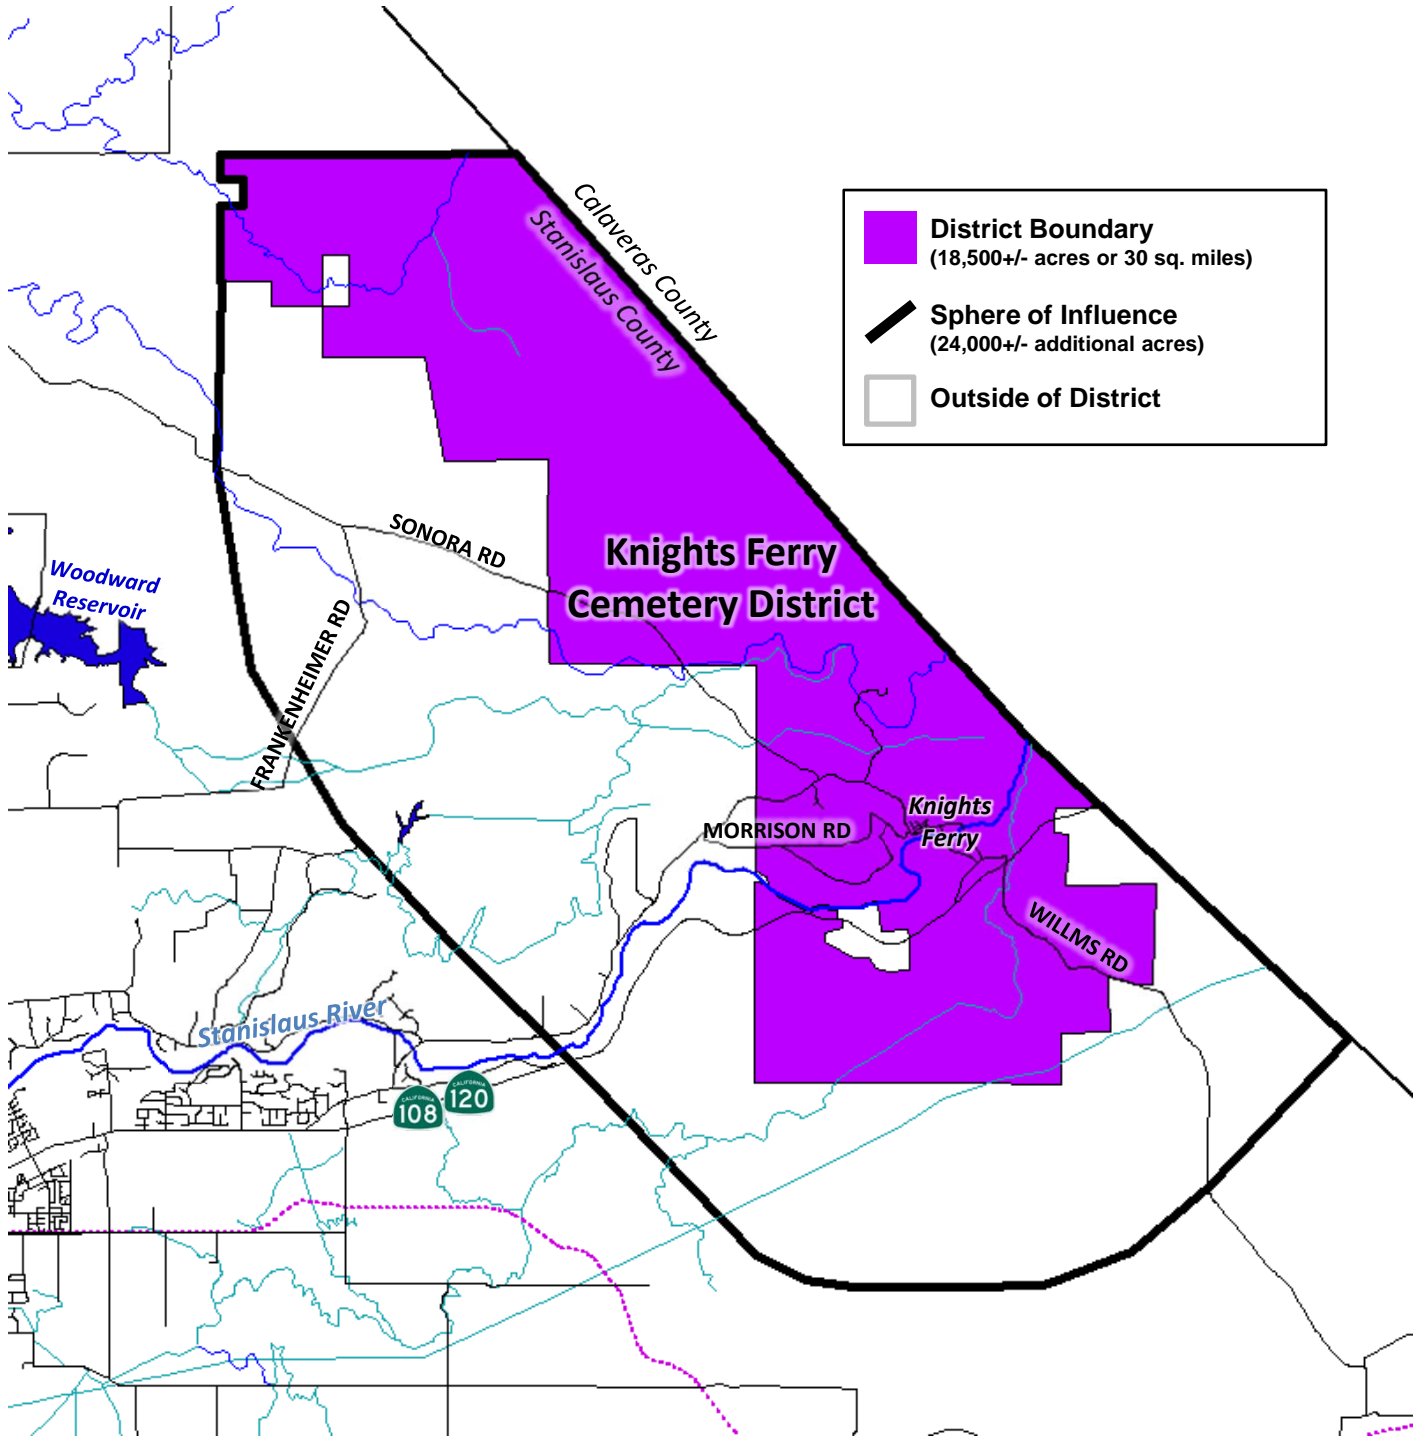 Calaveras County
Stanislaus County
District Boundary
(18,500+/- acres or 30 sq. miles)
Sphere of Influence
(24,000+/- additional acres)
Outside of District
SONORA RD
Knights Ferry
Cemetery District
Woodward
Reservoir
FRANKENHEIMER RD
Knights
Ferry
MORRISON RD
WILLMS RD
Stanislaus River
CALIFORNIA
108
CALIFORNIA
120